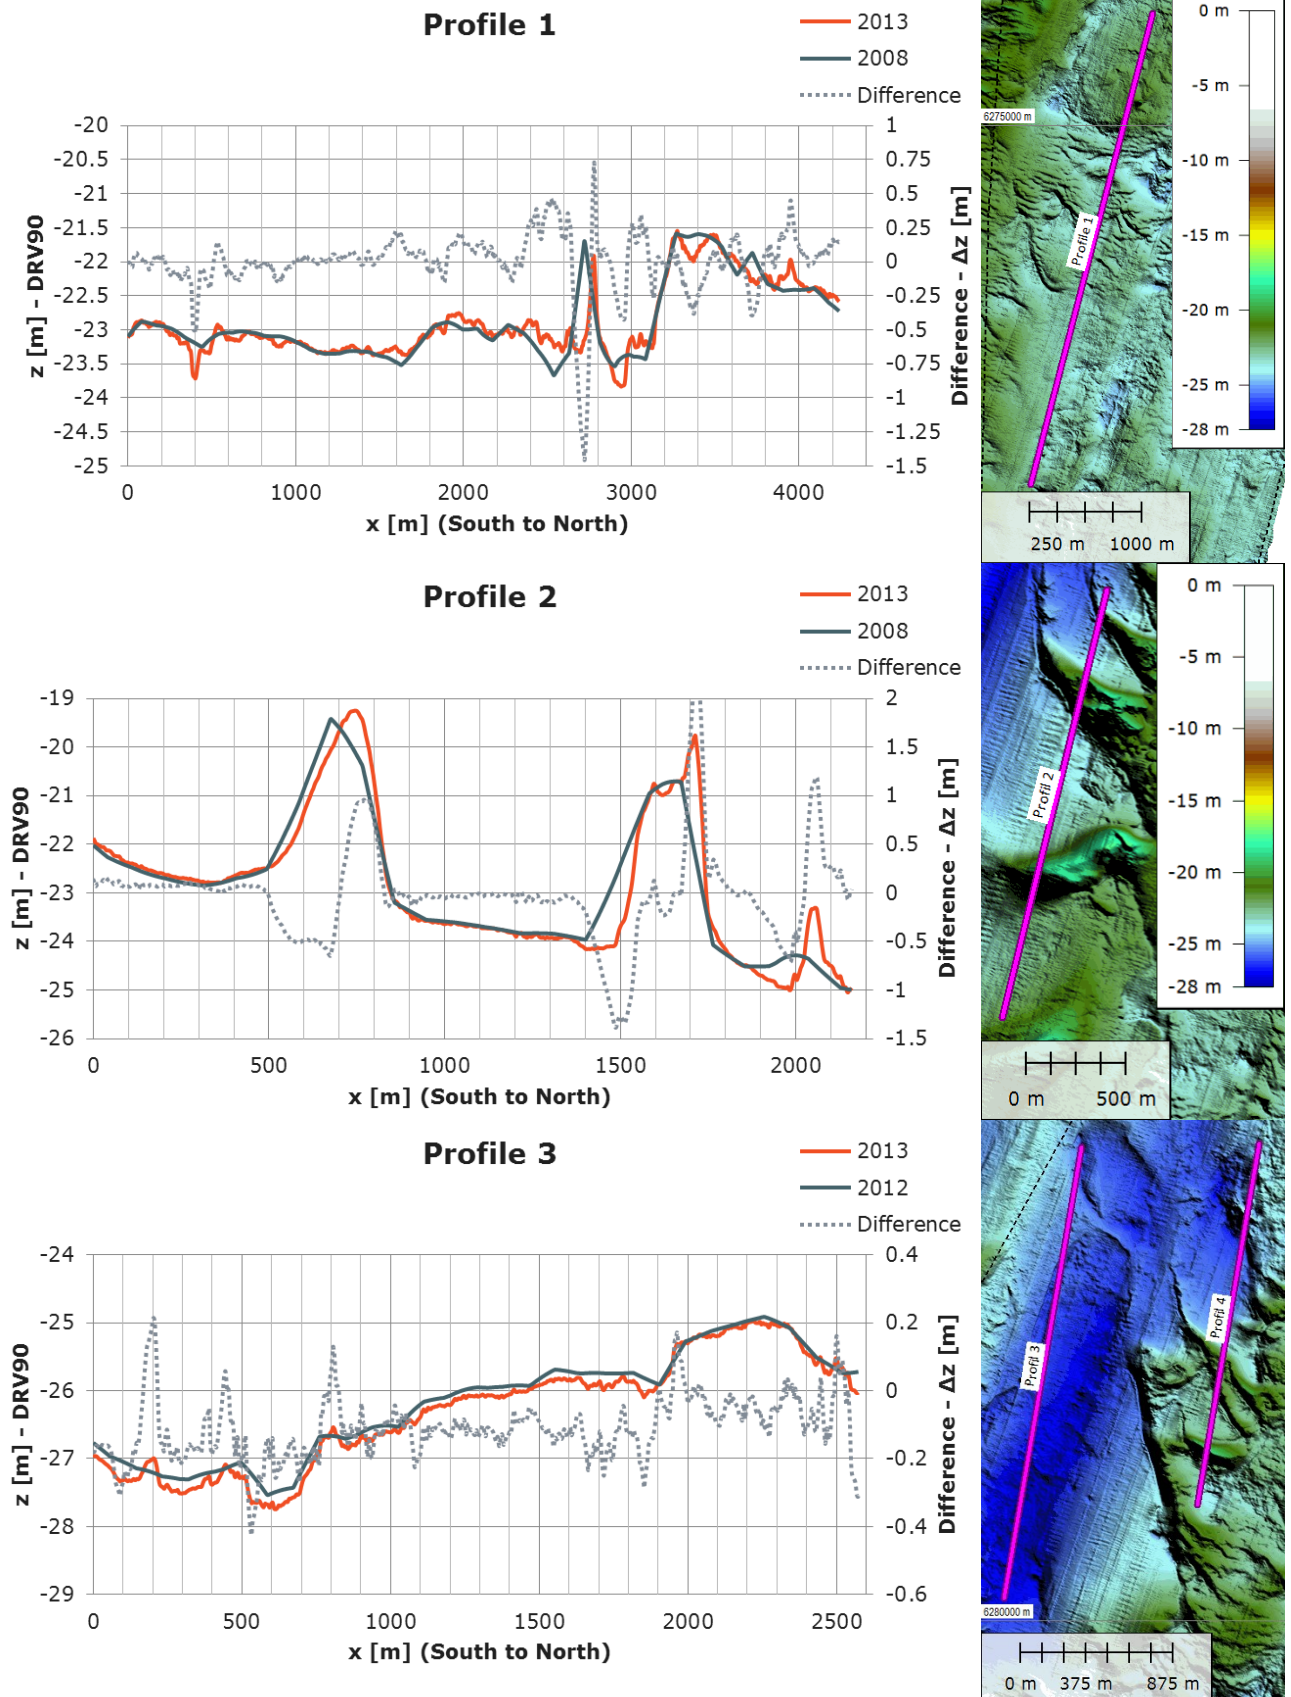 Profile 1
2013
2008
Difference
-20
-20.5
-21
-21.5
-22
-22.5
-23
-23.5
-24
-24.5
-25
z [m] - DRV90
1
0.75
0.5
0.25
0
-0.25
-0.5
-0.75
-1
-1.25
-1.5
Difference - Δz [m]
0 1000 2000 3000 4000
x [m] (South to North)
6275000 m
Profile 1
0 m
-5 m
-10 m
-15 m
-20 m
-25 m
-28 m
250 m 1000 m
Profile 2
2013
2008
Difference
-19
-20
-21
-22
-23
-24
-25
-26
z [m] - DRV90
2
1.5
1
0.5
0
-0.5
-1
-1.5
Difference - Δz [m]
0 500 1000 1500 2000
x [m] (South to North)
Profil 2
0 m
-5 m
-10 m
-15 m
-20 m
-25 m
-28 m
0 m 500 m
Profile 3
2013
2012
Difference
-24
-25
-26
-27
-28
-29
z [m] - DRV90
0.4
0.2
0
-0.2
-0.4
-0.6
Difference - Δz [m]
0 500 1000 1500 2000 2500
x [m] (South to North)
Profil 3
Profil 4
6280000 m
0 m 375 m 875 m